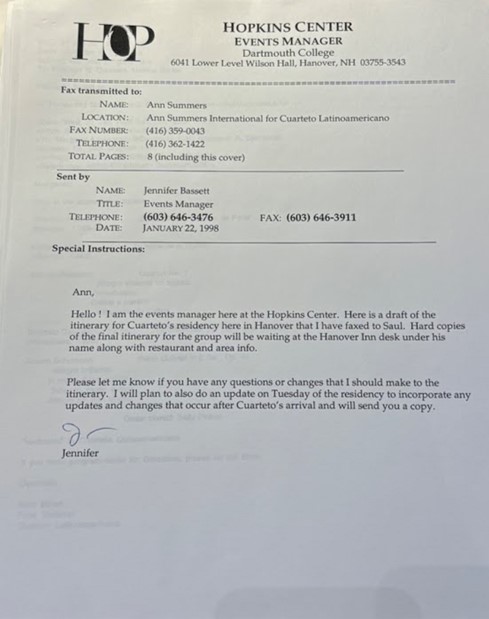 HOP
HOPKINS CENTER
EVENTS MANAGER
Dartmouth College
6041 Lower Level Wilson Hall, Hanover, NH 03755-3543
Fax transmitted to:
NAME: Ann Summers
LOCATION: Ann Summers International for Cuarteto Latinoamericano
FAX NUMBER: (416) 359-0043
TELEPHONE: (416) 362-1422
TOTAL PAGES: 8 (including this cover)
Sent by
NAME: Jennifer Bassett
TITLE: Events Manager
TELEPHONE: (603) 646-3476 FAX: (603) 646-3911
DATE: JANUARY 22, 1998
Special Instructions:
Ann,
Hello ! I am the events manager here at the Hopkins Center. Here is a draft of the
itinerary for Cuarteto's residency here in Hanover that I have faxed to Saul. Hard copies
of the final itinerary for the group will be waiting at the Hanover Inn desk under his
name along with restaurant and area info.
Please let me know if you have any questions or changes that I should make to the
itinerary. I will plan to also do an update on Tuesday of the residency to incorporate any
updates and changes that occur after Cuarteto's arrival and will send you a copy.
Jennifer